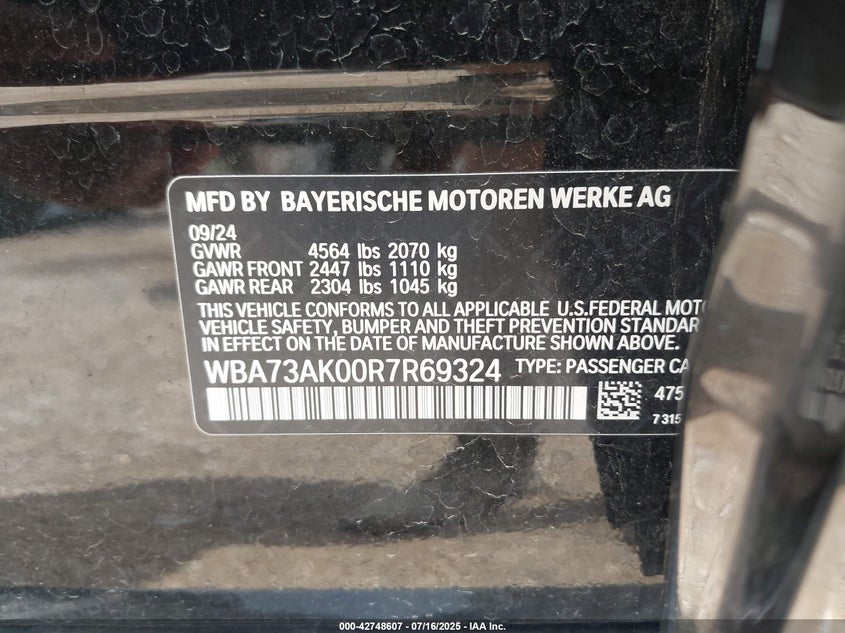 MFD BY BAYERISCHE MOTOREN WERKE AG
09/24
GVWR 4564 lbs 2070 kg
GAWR FRONT 2447 lbs 1110 kg
GAWR REAR 2304 lbs 1045 kg
THIS VEHICLE CONFORMS TO ALL APPLICABLE U.S.FEDERAL MOTO
VEHICLE SAFETY, BUMPER AND THEFT PREVENTION STANDAR
IN EFFECT ON THE DATE OF MANUFACTURE SHOWN ABOVE.
WBA73AK00R7R69324 TYPE: PASSENGER CA
475
7315
000-42748607 - 07/16/2025 - IAA Inc.